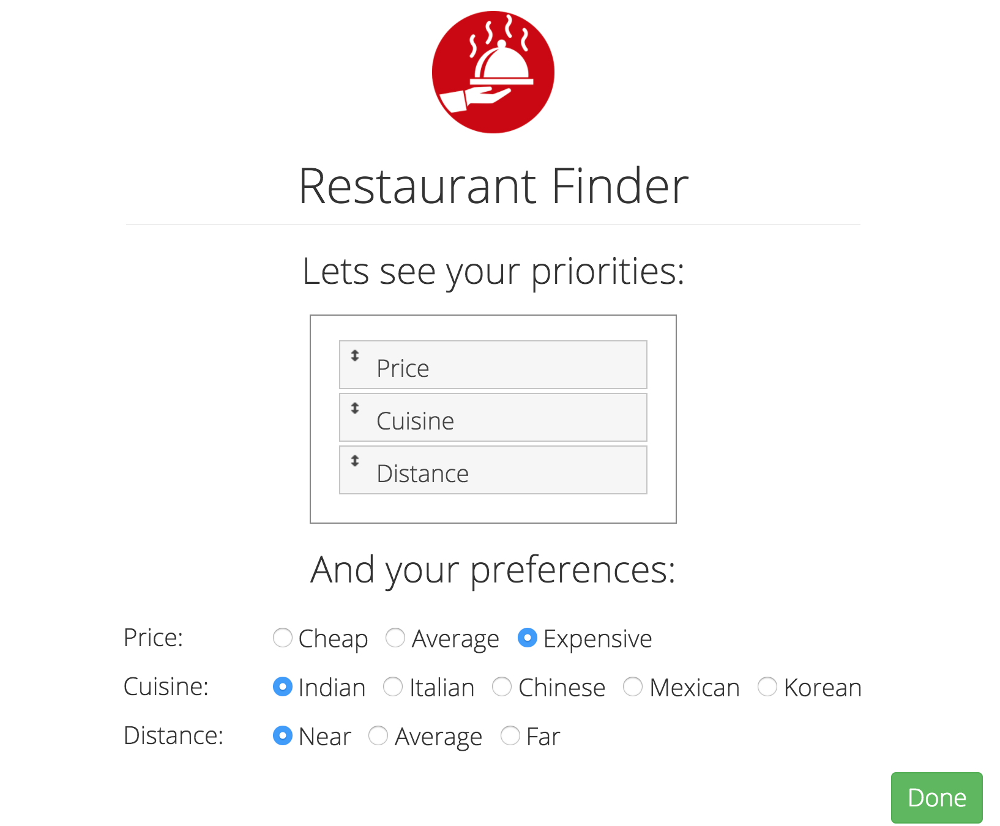 Restaurant Finder
Lets see your priorities:
Price
Cuisine
Distance
And your preferences:
Price: Cheap Average Expensive
Cuisine: Indian Italian Chinese Mexican Korean
Distance: Near Average Far
Done